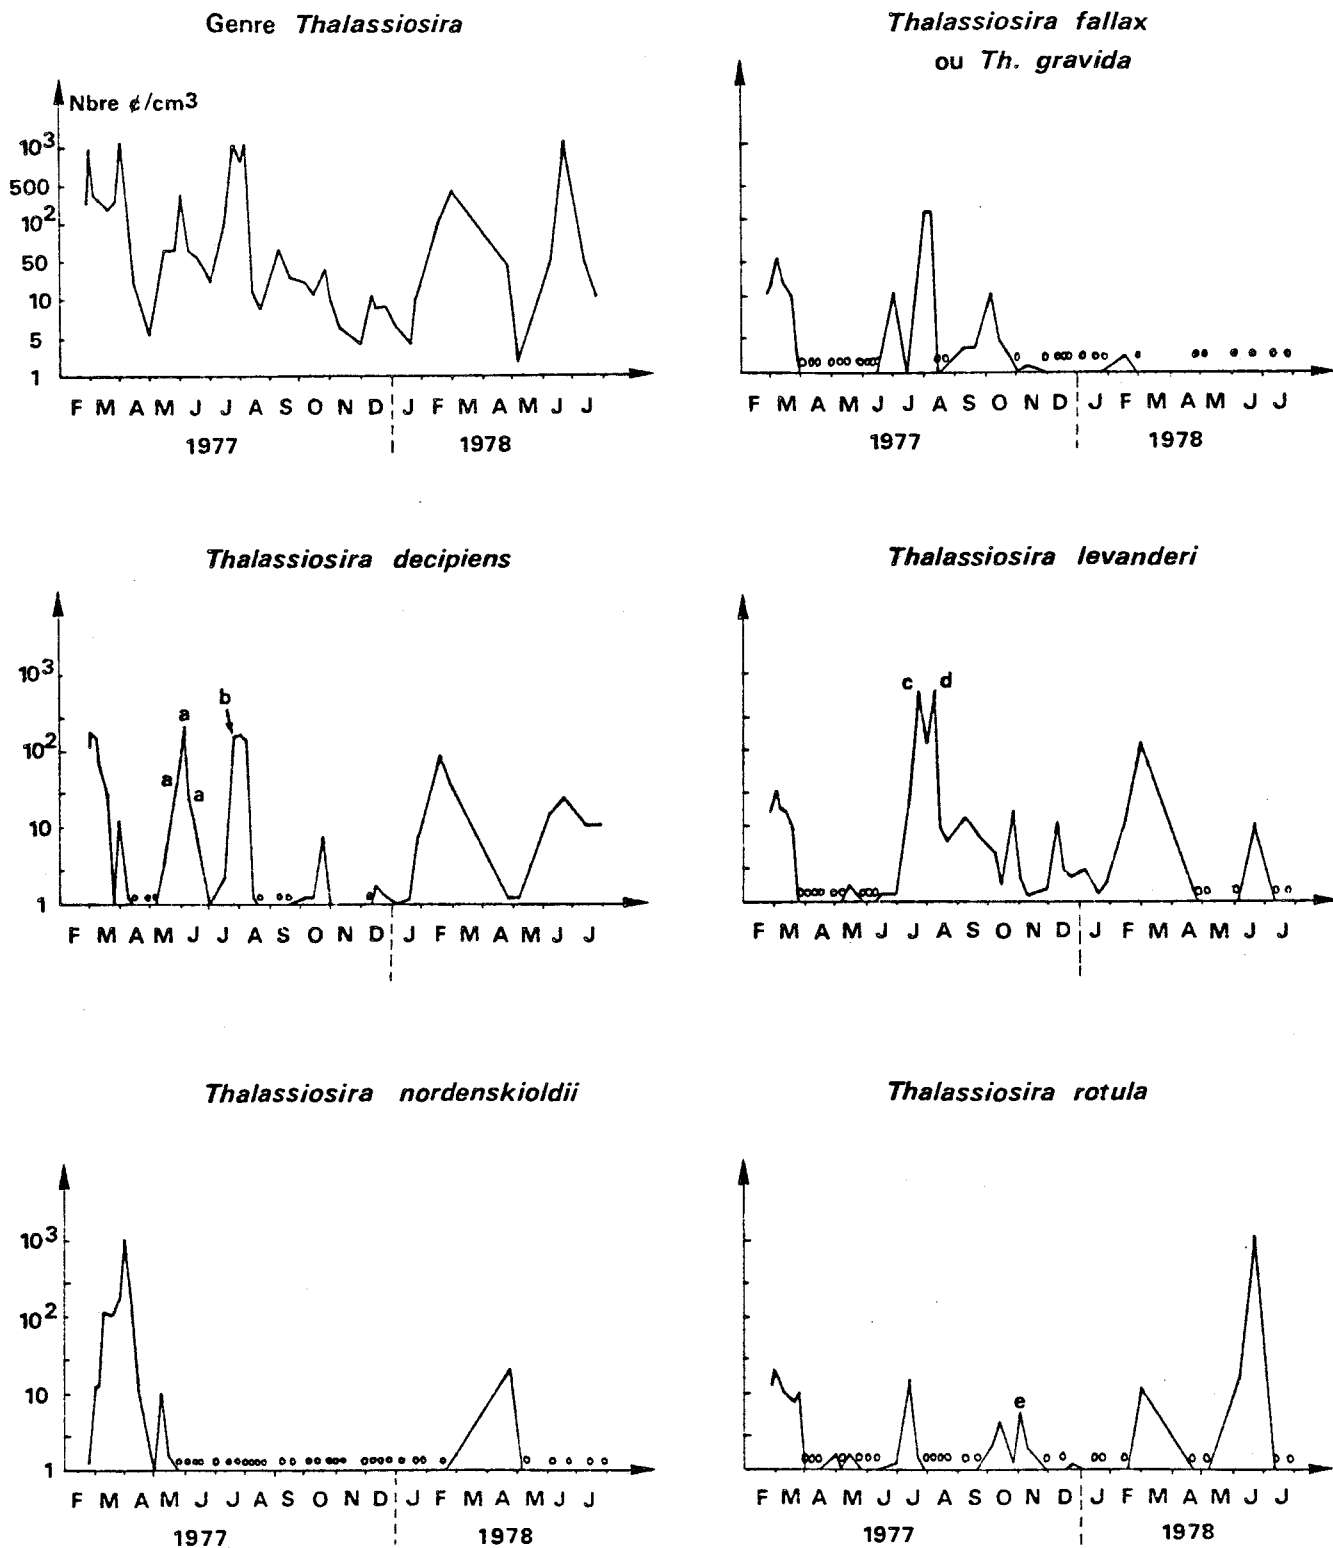 Genre Thalassiosira
Nbre ¢/cm3
10³
500
10²
50
10
5
1
F M A M J J A S O N D J F M A M J J
1977 1978
Thalassiosira fallax
ou Th. gravida
F M A M J J A S O N D J F M A M J J
1977 1978
Thalassiosira decipiens
10³
10²
10
1
a
a
a
b
F M A M J J A S O N D J F M A M J J
Thalassiosira levanderi
c d
F M A M J J A S O N D J F M A M J J
Thalassiosira nordenskioldii
10³
10²
10
1
F M A M J J A S O N D J F M A M J J
1977 1978
Thalassiosira rotula
e
F M A M J J A S O N D J F M A M J J
1977 1978